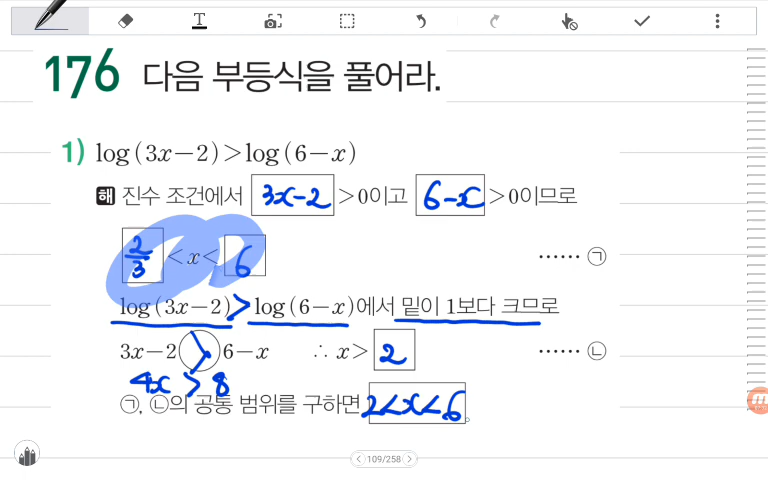 T
176 다음 부등식을 풀어라.
1) log(3x-2)>log(6-x)
해 진수 조건에서 3x-2 >0이고 6-x >0이므로
2/3 <x< 6 ······ ㉠
log(3x-2)>log(6-x)에서 밑이 1보다 크므로
3x-2 > 6-x ∴ x> 2 ······ ㉡
4x > 8
㉠, ㉡의 공통 범위를 구하면 2<x<6。
109/258